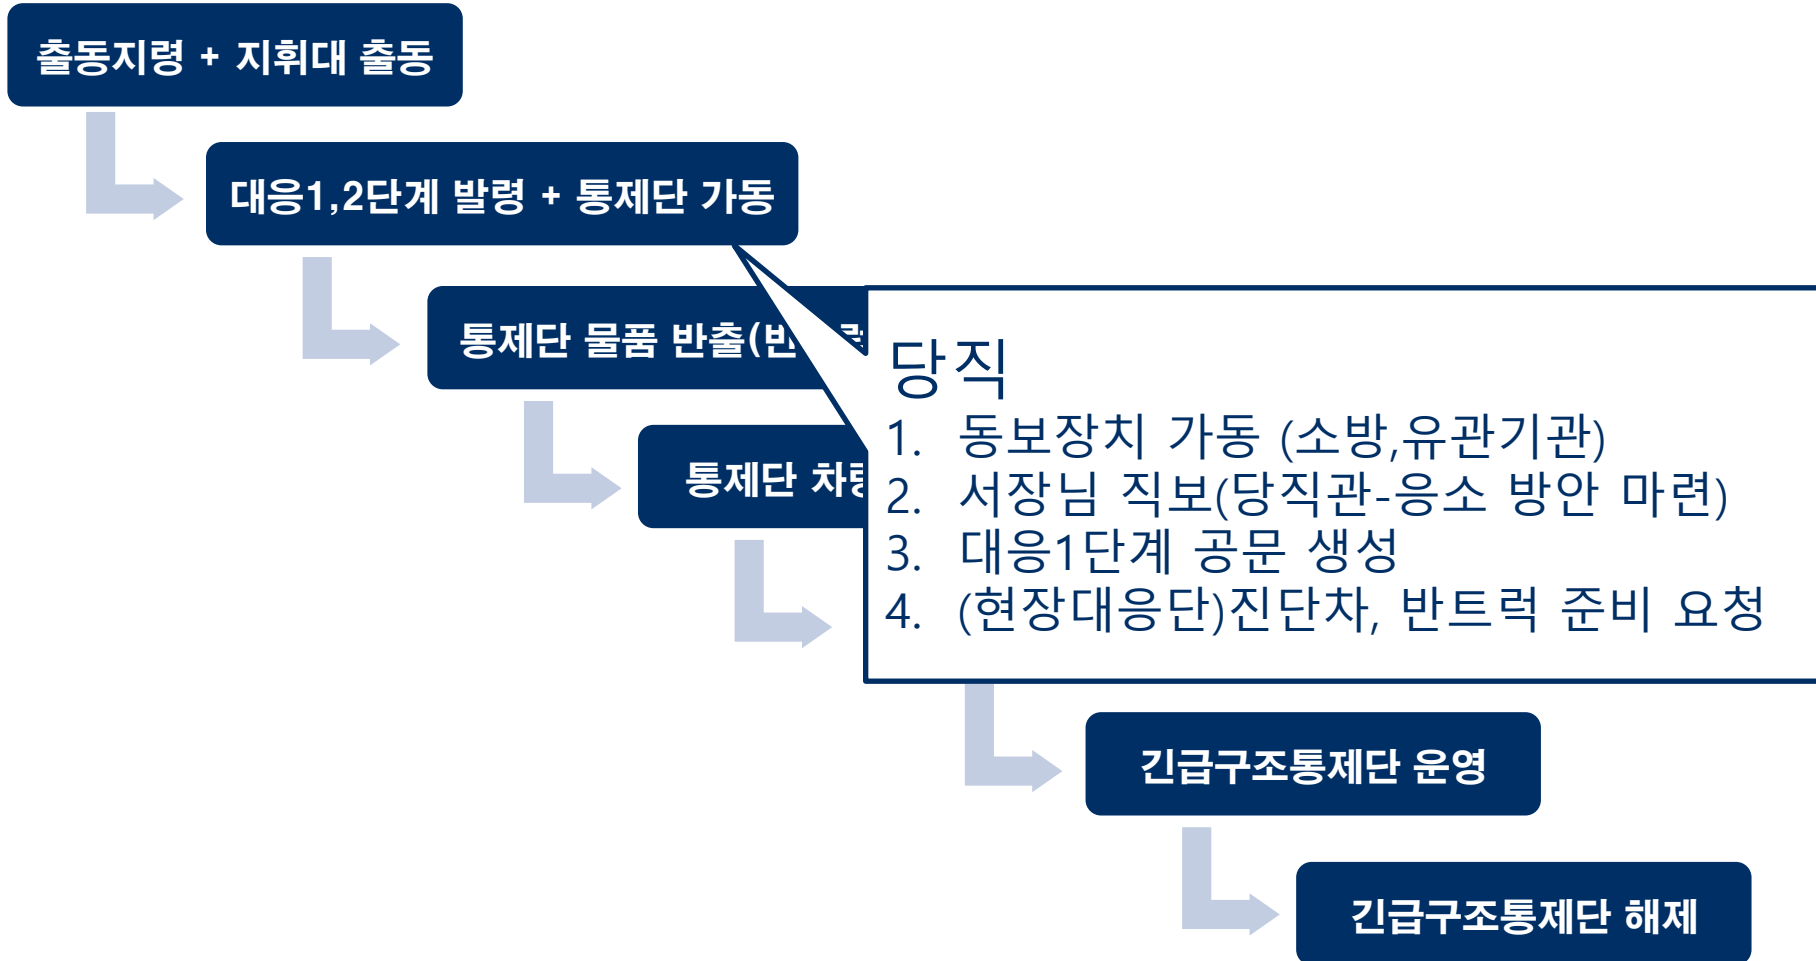 출동지령 + 지휘대 출동
대응1,2단계 발령 + 통제단 가동
통제단 물품 반출(반
통제단 차량
당직
1. 동보장치 가동 (소방,유관기관)
2. 서장님 직보(당직관-응소 방안 마련)
3. 대응1단계 공문 생성
4. (현장대응단)진단차, 반트럭 준비 요청
긴급구조통제단 운영
긴급구조통제단 해제